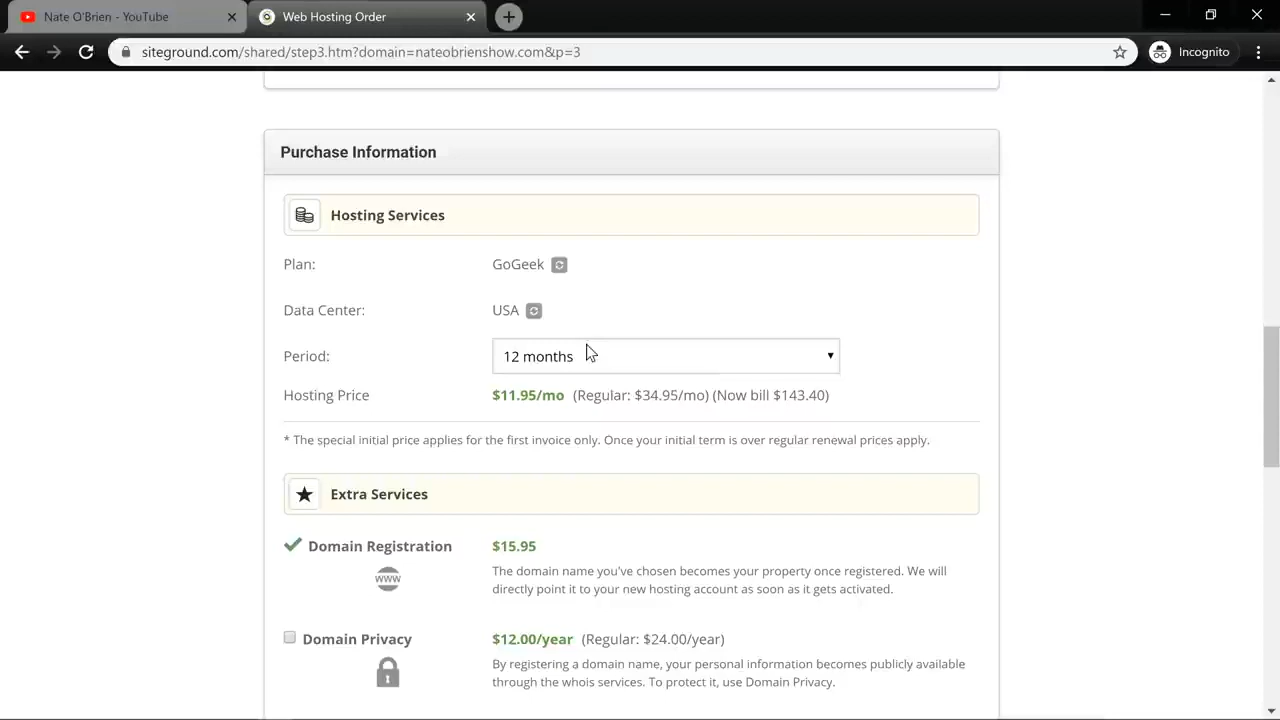 Nate O'Brien - YouTube
Web Hosting Order
siteground.com/shared/step3.htm?domain=nateobrienshow.com&p=3
Incognito
Purchase Information
Hosting Services
Plan: GoGeek
Data Center: USA
Period: 12 months
Hosting Price $11.95/mo (Regular: $34.95/mo) (Now bill $143.40)
* The special initial price applies for the first invoice only. Once your initial term is over regular renewal prices apply.
Extra Services
Domain Registration $15.95
www
The domain name you've chosen becomes your property once registered. We will
directly point it to your new hosting account as soon as it gets activated.
Domain Privacy $12.00/year (Regular: $24.00/year)
By registering a domain name, your personal information becomes publicly available
through the whois services. To protect it, use Domain Privacy.